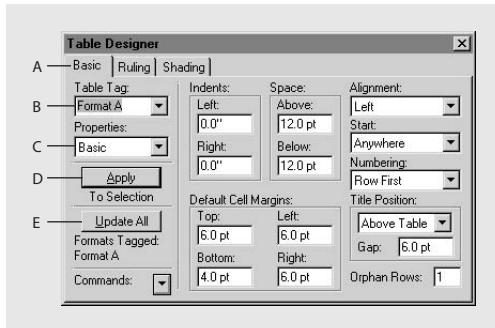 Table Designer
A Basic Ruling Shading
Table Tag: Indents: Space: Alignment:
B Format A Left: Above: Left
0.0" 12.0 pt Start:
Properties: Anywhere
C Basic Right: Below: Numbering:
0.0" 12.0 pt Row First
D Apply
To Selection Default Cell Margins: Title Position:
E Update All Top: Left: Above Table
6.0 pt 6.0 pt
Formats Tagged: Gap: 6.0 pt
Format A Bottom: Right:
Commands: 4.0 pt 6.0 pt Orphan Rows: 1